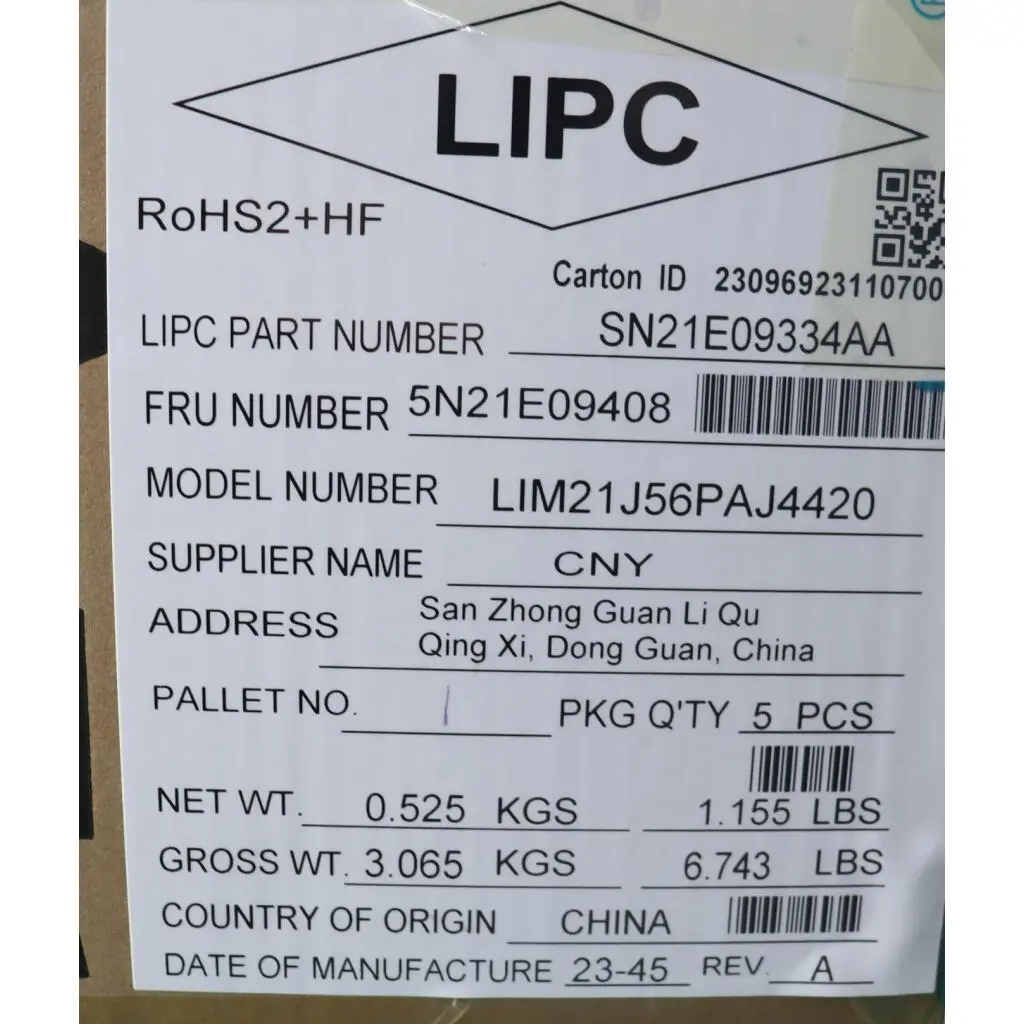 LIPC
RoHS2+HF
Carton ID 23096923110700
LIPC PART NUMBER SN21E09334AA
FRU NUMBER 5N21E09408
MODEL NUMBER LIM21J56PAJ4420
SUPPLIER NAME CNY
ADDRESS San Zhong Guan Li Qu
Qing Xi, Dong Guan, China
PALLET NO. 1 PKG Q'TY 5 PCS
NET WT. 0.525 KGS 1.155 LBS
GROSS WT. 3.065 KGS 6.743 LBS
COUNTRY OF ORIGIN CHINA
DATE OF MANUFACTURE 23-45 REV. A